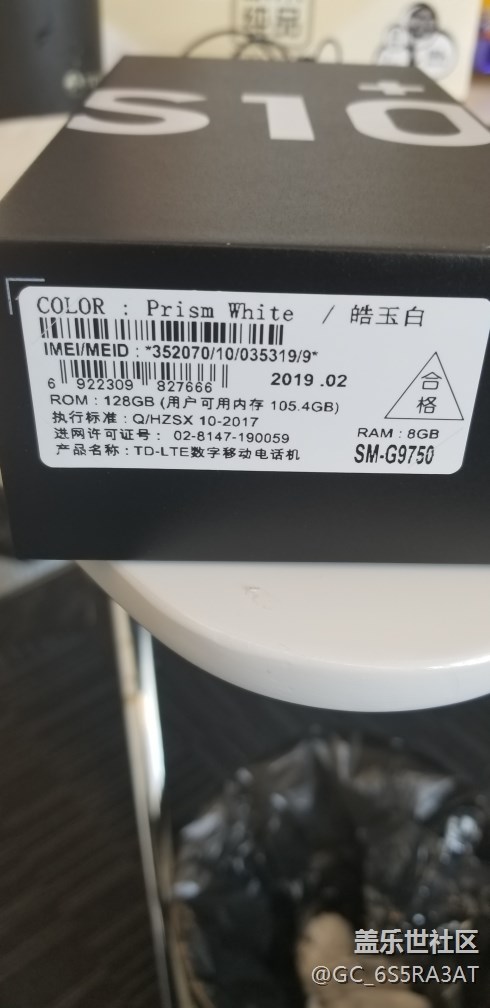 纯品
S10+
COLOR : Prism White / 皓玉白
IMEI/MEID : *352070/10/035319/9*
6 922309 827666
2019 .02
合格
ROM : 128GB (用户可用内存 105.4GB)
执行标准 : Q/HZSX 10-2017
进网许可证号 : 02-8147-190059
RAM : 8GB
产品名称 : TD-LTE数字移动电话机
SM-G9750
盖乐世社区
@GC_6S5RA3AT